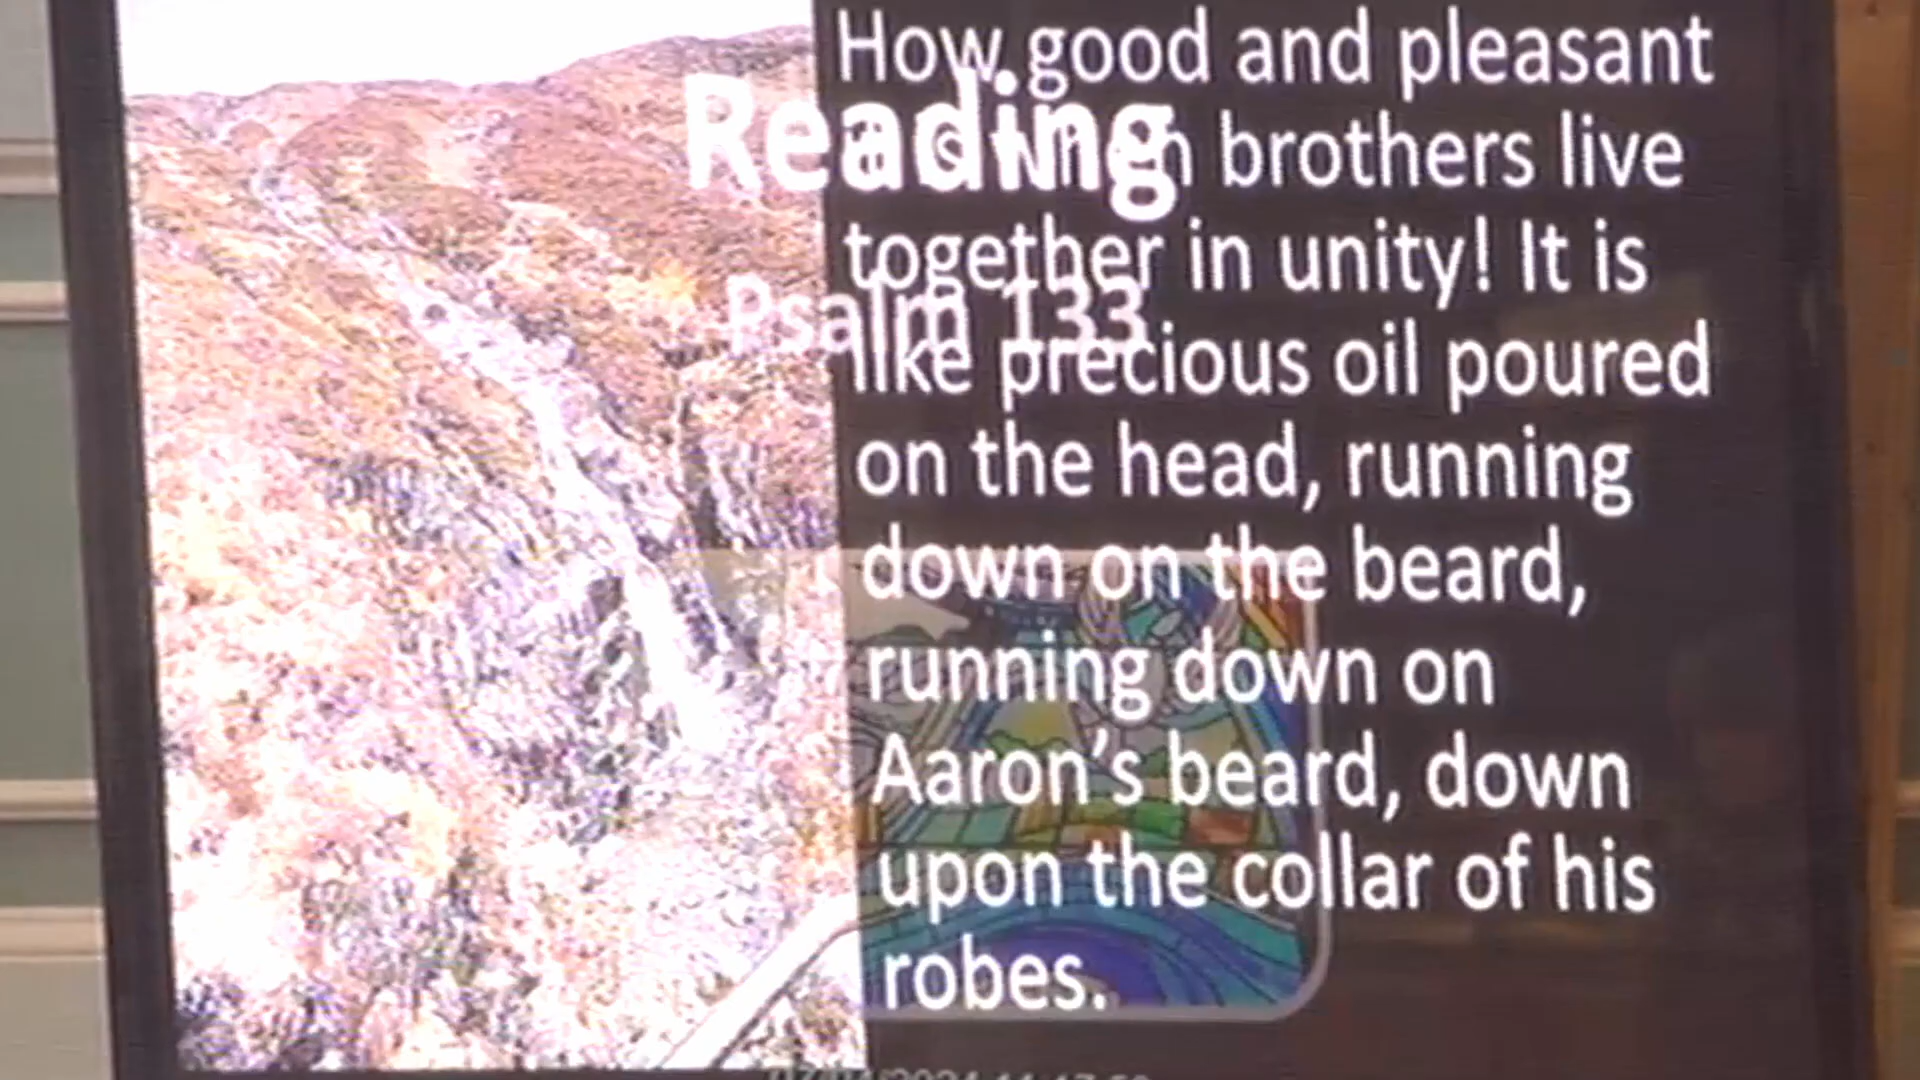 How good and pleasant
Reading
brothers live
together in unity! It is
Psalm 133
like precious oil poured
on the head, running
down on the beard,
running down on
Aaron’s beard, down
upon the collar of his
robes.